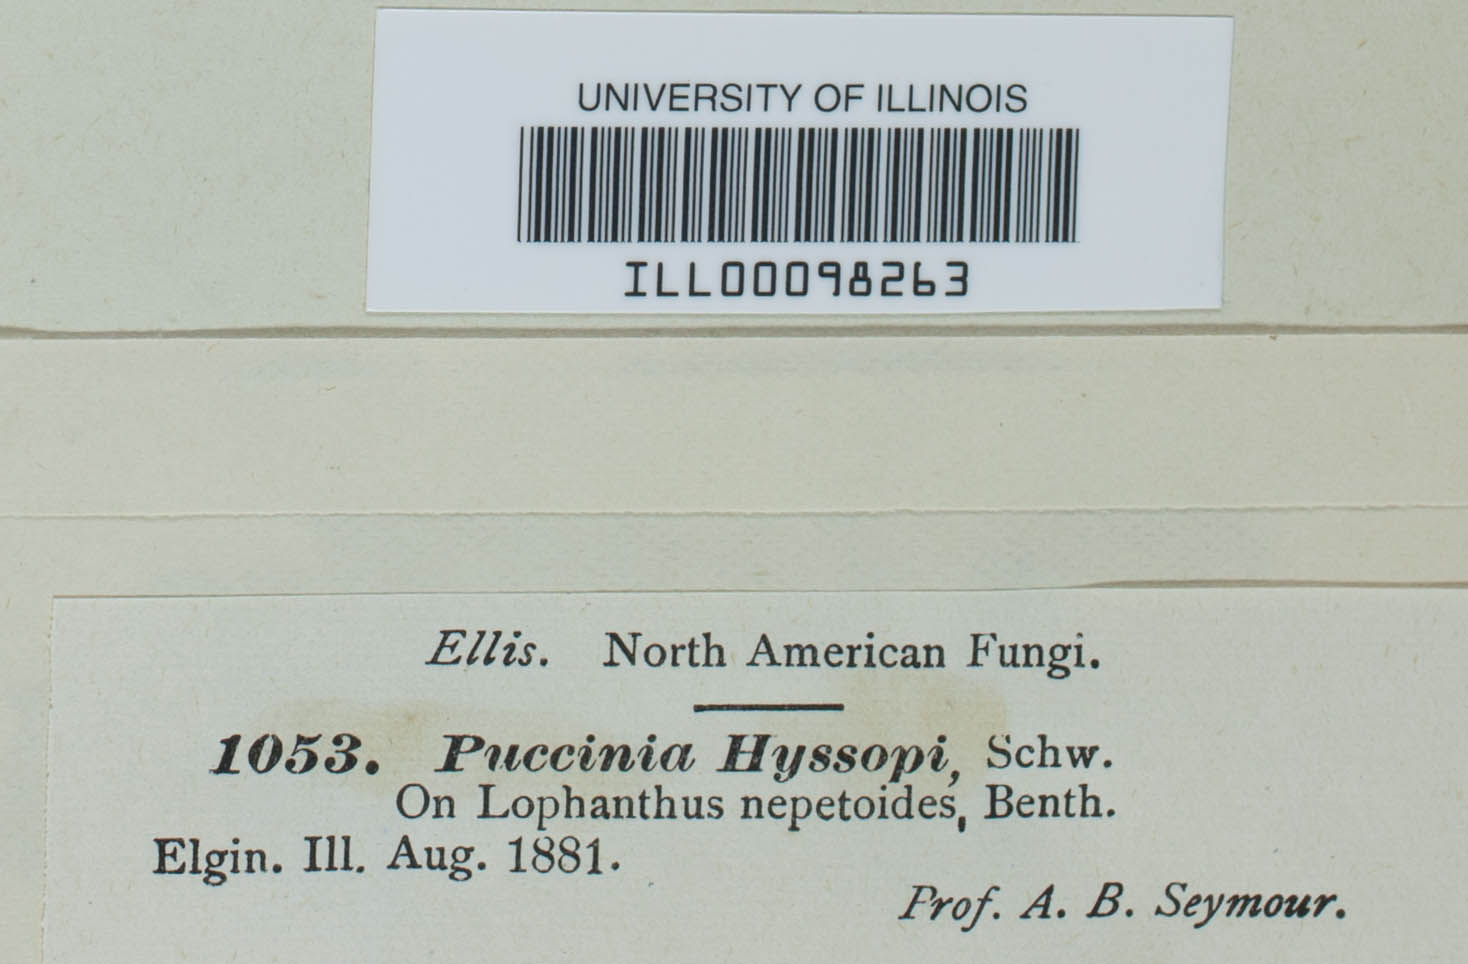 UNIVERSITY OF ILLINOIS
ILL00098263
Ellis. North American Fungi.
1053. Puccinia Hyssopi, Schw.
On Lophanthus nepetoides, Benth.
Elgin. Ill. Aug. 1881.
Prof. A. B. Seymour.